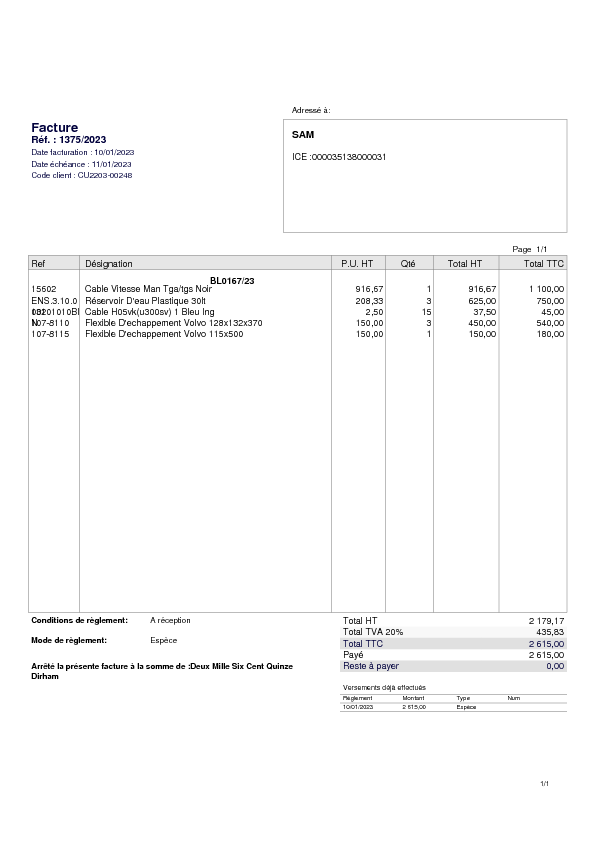 Adressé à:
Facture
Réf. : 1375/2023
Date facturation : 10/01/2023
Date échéance : 11/01/2023
Code client : CU2203-00248
SAM
ICE :000035138000031
Page 1/1
Ref Désignation P.U. HT Qté Total HT Total TTC
BL0167/23
15602 Cable Vitesse Man Tga/tgs Noir 916,67 1 916,67 1 100,00
ENS.3.10.0 Réservoir D'eau Plastique 30lt 208,33 3 625,00 750,00
Cable H05vk(u300sv) 1 Bleu Ing 2,50 15 37,50 45,00
107-8110 Flexible D'echappement Volvo 128x132x370 150,00 3 450,00 540,00
107-8115 Flexible D'echappement Volvo 115x500 150,00 1 150,00 180,00
Conditions de règlement: A réception
Mode de règlement: Espèce
Arrêté la présente facture à la somme de :Deux Mille Six Cent Quinze
Dirham
Total HT 2 179,17
Total TVA 20% 435,83
Total TTC 2 615,00
Payé 2 615,00
Reste à payer 0,00
Versements déjà effectués
Règlement Montant Type Num
10/01/2023 2 615,00 Espèce
1/1